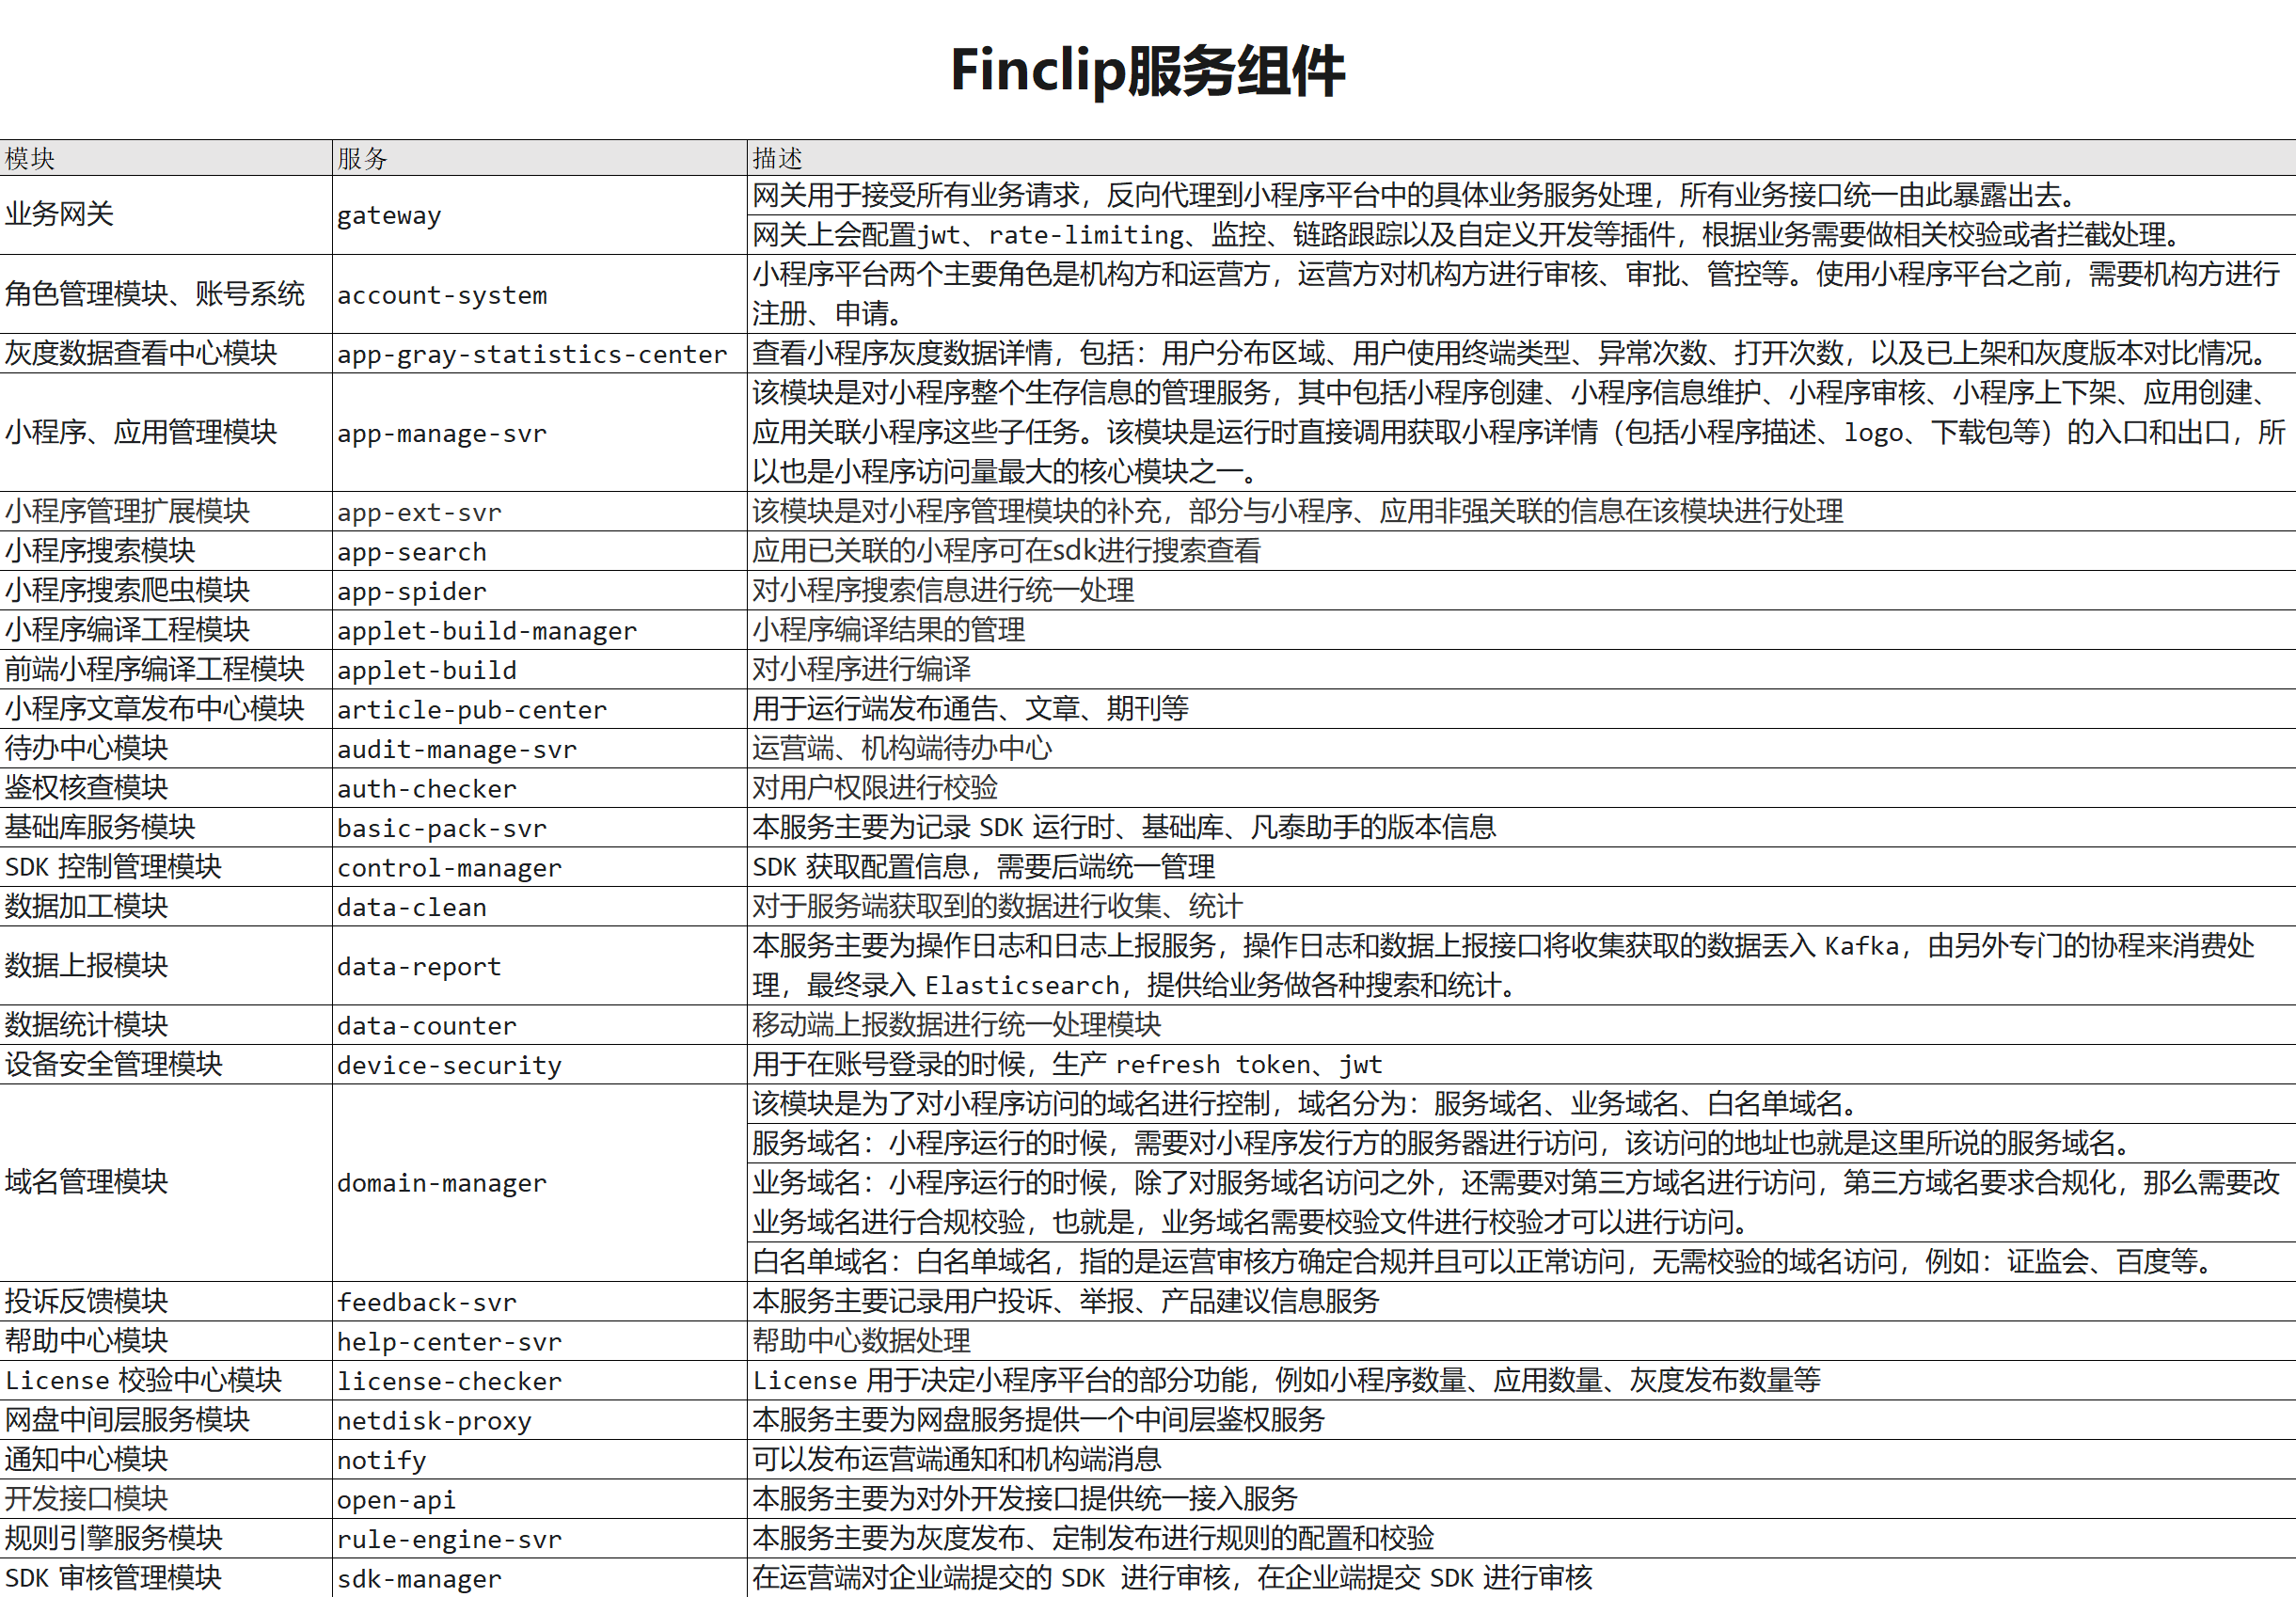 Finclip服务组件
模块 服务 描述
业务网关 gateway 网关用于接受所有业务请求，反向代理到小程序平台中的具体业务服务处理，所有业务接口统一由此暴露出去。
网关上会配置jwt、rate-limiting、监控、链路跟踪以及自定义开发等插件，根据业务需要做相关校验或者拦截处理。
角色管理模块、账号系统 account-system 小程序平台两个主要角色是机构方和运营方，运营方对机构方进行审核、审批、管控等。使用小程序平台之前，需要机构方进行
注册、申请。
灰度数据查看中心模块 app-gray-statistics-center 查看小程序灰度数据详情，包括：用户分布区域、用户使用终端类型、异常次数、打开次数，以及已上架和灰度版本对比情况。
小程序、应用管理模块 app-manage-svr 该模块是对小程序整个生存信息的管理服务，其中包括小程序创建、小程序信息维护、小程序审核、小程序上下架、应用创建、
应用关联小程序这些子任务。该模块是运行时直接调用获取小程序详情（包括小程序描述、logo、下载包等）的入口和出口，所
以也是小程序访问量最大的核心模块之一。
小程序管理扩展模块 app-ext-svr 该模块是对小程序管理模块的补充，部分与小程序、应用非强关联的信息在该模块进行处理
小程序搜索模块 app-search 应用已关联的小程序可在sdk进行搜索查看
小程序搜索爬虫模块 app-spider 对小程序搜索信息进行统一处理
小程序编译工程模块 applet-build-manager 小程序编译结果的管理
前端小程序编译工程模块 applet-build 对小程序进行编译
小程序文章发布中心模块 article-pub-center 用于运行端发布通告、文章、期刊等
待办中心模块 audit-manage-svr 运营端、机构端待办中心
鉴权核查模块 auth-checker 对用户权限进行校验
基础库服务模块 basic-pack-svr 本服务主要为记录 SDK 运行时、基础库、凡泰助手的版本信息
SDK 控制管理模块 control-manager SDK 获取配置信息，需要后端统一管理
数据加工模块 data-clean 对于服务端获取到的数据进行收集、统计
数据上报模块 data-report 本服务主要为操作日志和日志上报服务，操作日志和数据上报接口将收集获取的数据丢入 Kafka，由另外专门的协程来消费处
理，最终录入 Elasticsearch，提供给业务做各种搜索和统计。
数据统计模块 data-counter 移动端上报数据进行统一处理模块
设备安全管理模块 device-security 用于在账号登录的时候，生产 refresh token、jwt
域名管理模块 domain-manager 该模块是为了对小程序访问的域名进行控制，域名分为：服务域名、业务域名、白名单域名。
服务域名：小程序运行的时候，需要对小程序发行方的服务器进行访问，该访问的地址也就是这里所说的服务域名。
业务域名：小程序运行的时候，除了对服务域名访问之外，还需要对第三方域名进行访问，第三方域名要求合规化，那么需要改
业务域名进行合规校验，也就是，业务域名需要校验文件进行校验才可以进行访问。
白名单域名：白名单域名，指的是运营审核方确定合规并且可以正常访问，无需校验的域名访问，例如：证监会、百度等。
投诉反馈模块 feedback-svr 本服务主要记录用户投诉、举报、产品建议信息服务
帮助中心模块 help-center-svr 帮助中心数据处理
License 校验中心模块 license-checker License 用于决定小程序平台的部分功能，例如小程序数量、应用数量、灰度发布数量等
网盘中间层服务模块 netdisk-proxy 本服务主要为网盘服务提供一个中间层鉴权服务
通知中心模块 notify 可以发布运营端通知和机构端消息
开发接口模块 open-api 本服务主要为对外开发接口提供统一接入服务
规则引擎服务模块 rule-engine-svr 本服务主要为灰度发布、定制发布进行规则的配置和校验
SDK 审核管理模块 sdk-manager 在运营端对企业端提交的 SDK 进行审核，在企业端提交 SDK 进行审核